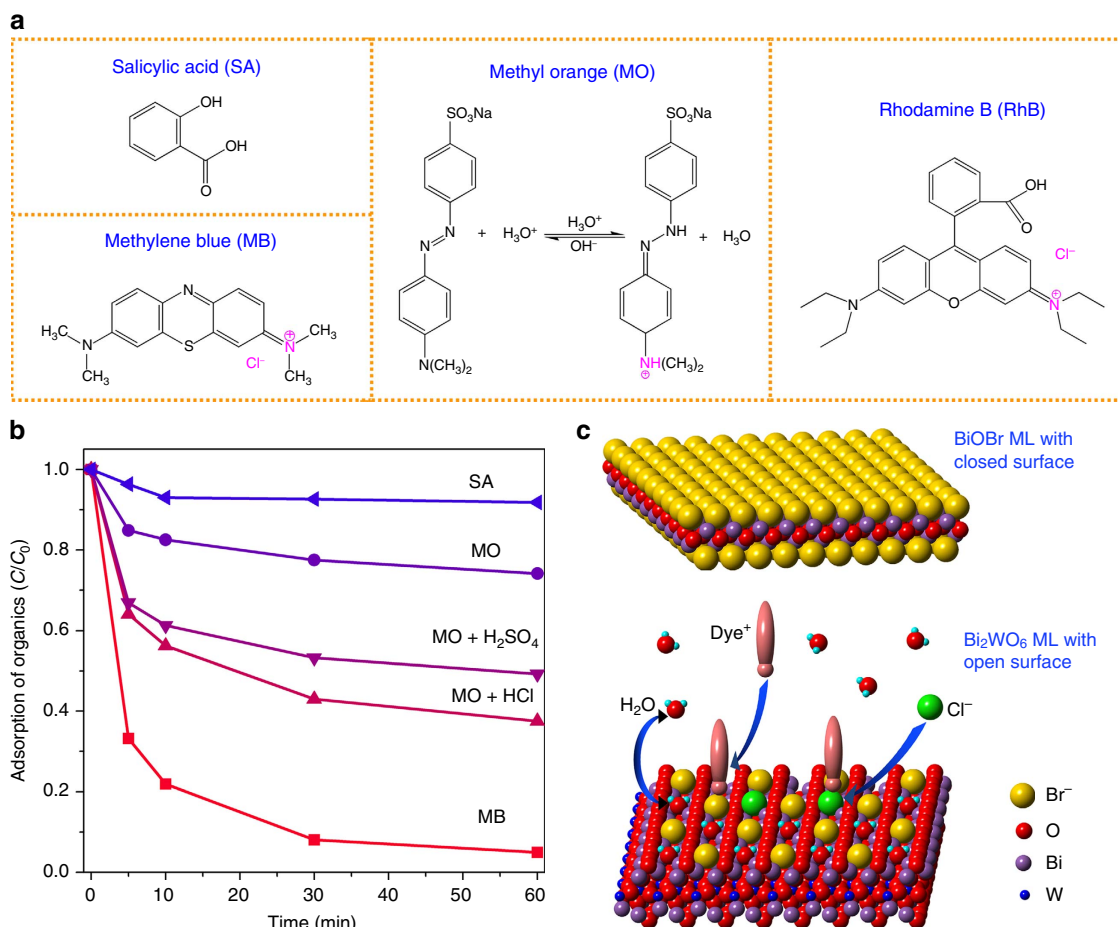 a
Salicylic acid (SA)
OH
OH
O
Methylene blue (MB)
N
H₃C
N
CH₃
S
Cl⁻
N
⊕
CH₃
CH₃
Methyl orange (MO)
SO₃Na
N
N
N(CH₃)₂
+ H₃O⁺
H₃O⁺
OH⁻
SO₃Na
NH
N
NH(CH₃)₂
⊕
+ H₃O
Rhodamine B (RhB)
OH
O
Cl⁻
N
O
N
⊕
b
Adsorption of organics (C/C₀)
1.0
0.8
0.6
0.4
0.2
0.0
SA
MO
MO + H₂SO₄
MO + HCl
MB
0 10 20 30 40 50 60
Time (min)
c
BiOBr ML with
closed surface
Dye⁺
Bi₂WO₆ ML with
open surface
H₂O
Cl⁻
Br⁻
O
Bi
W